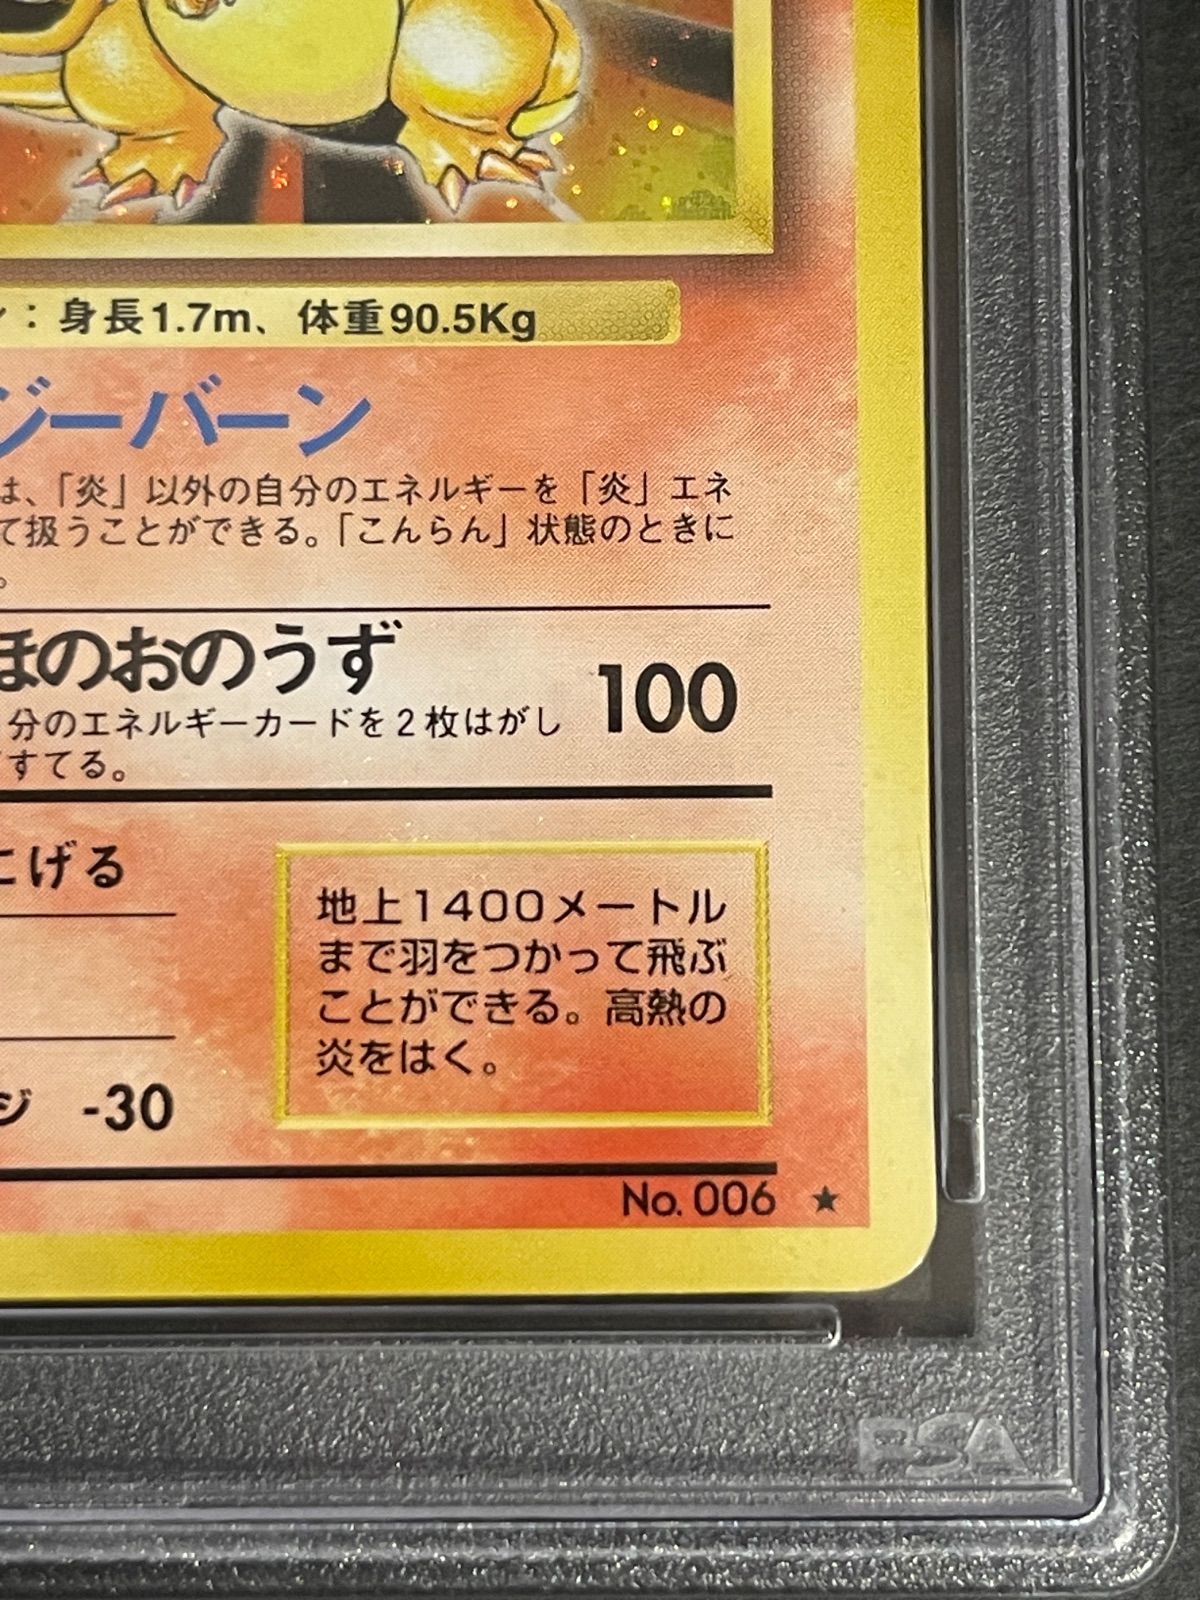 ：身長1.7m、体重90.5Kg
ジーバーン
は、「炎」以外の自分のエネルギーを「炎」エネ
て扱うことができる。「こんらん」状態のときに
。
ほのおのうず
100
分のエネルギーカードを2枚はがし
すてる。
にげる
地上1400メートル
まで羽をつかって飛ぶ
ことができる。高熱の
炎をはく。
ジ -30
No.006 ★
PSA